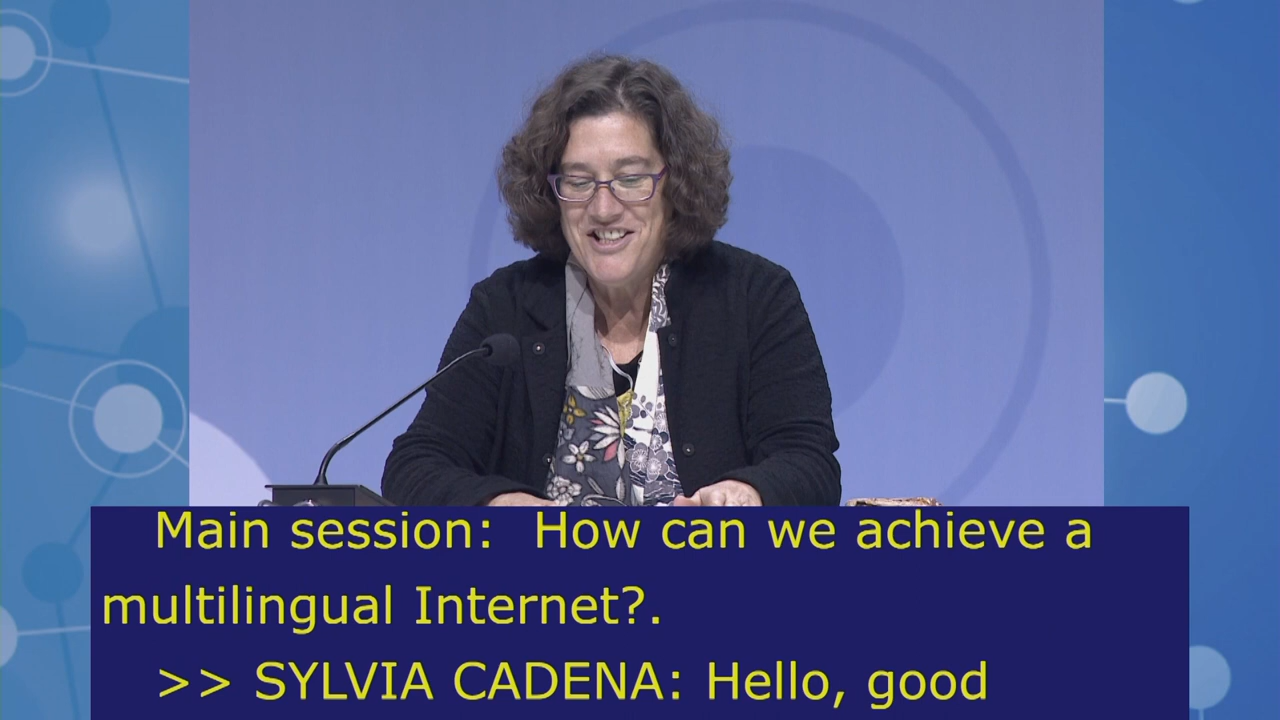 Main session:  How can we achieve a
multilingual Internet?.
>> SYLVIA CADENA: Hello, good